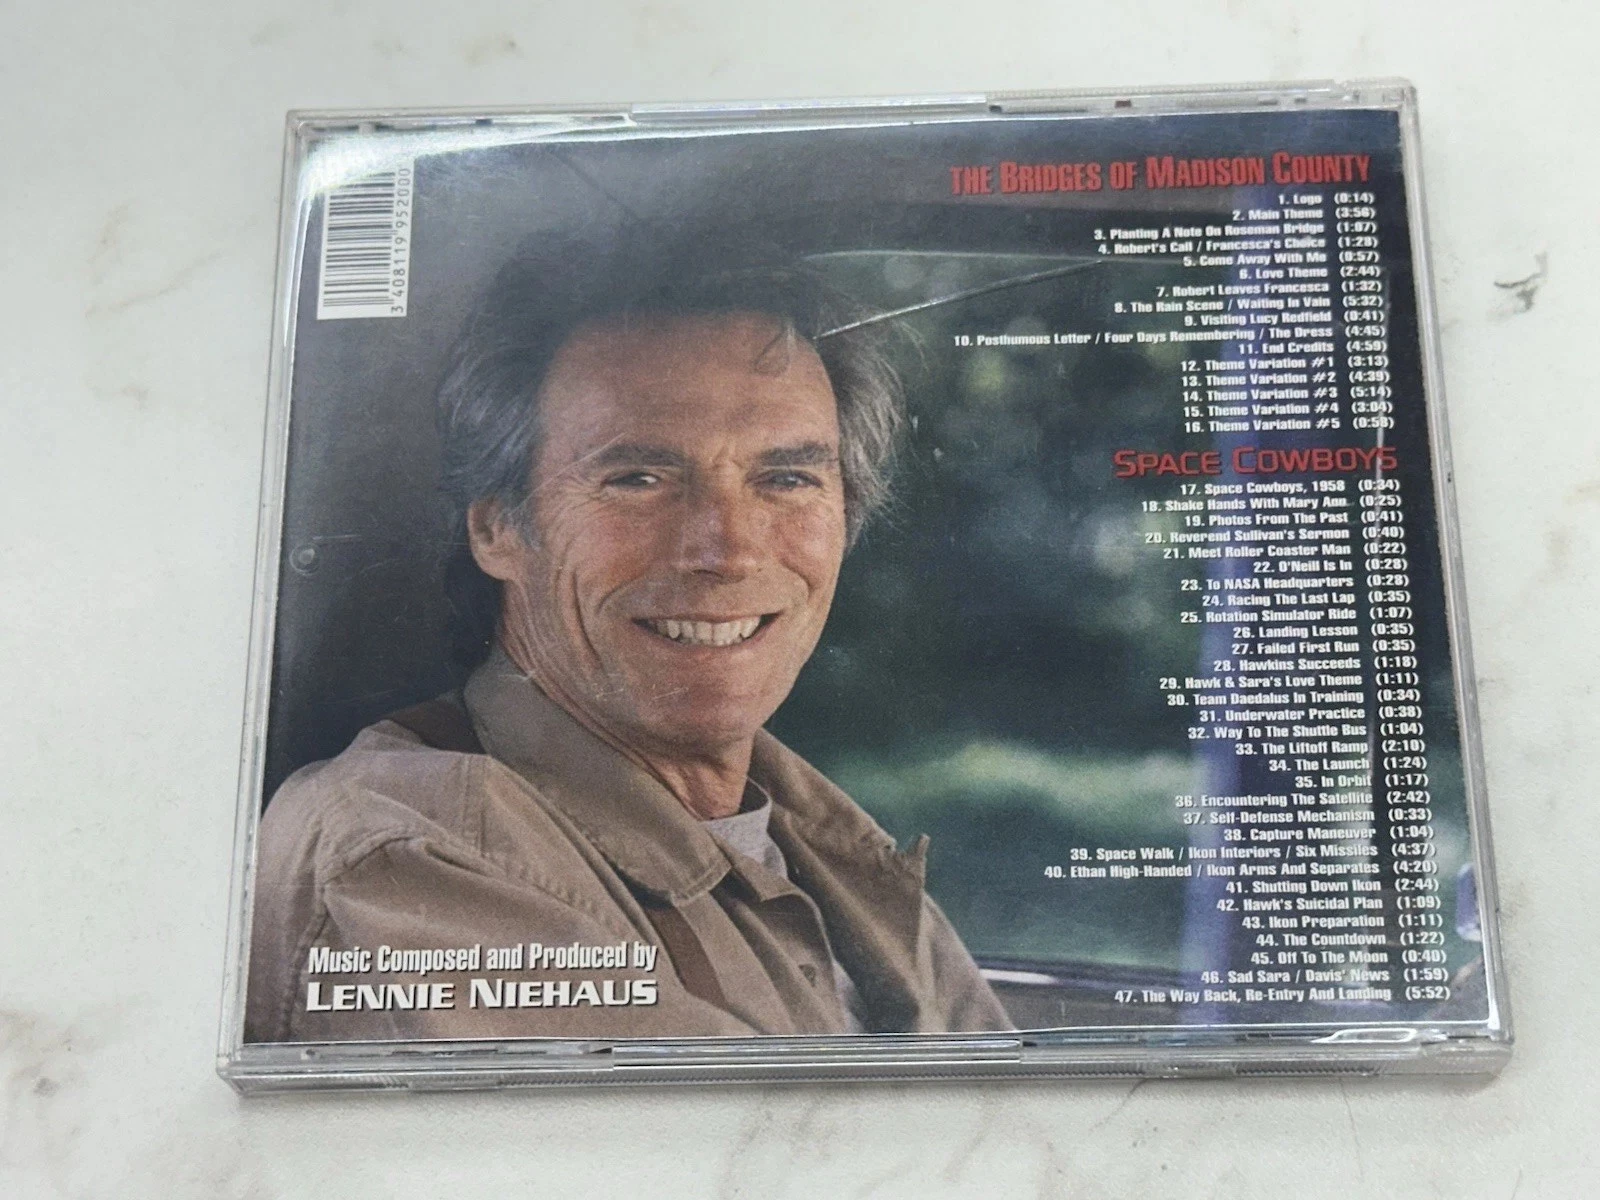 3 408119 952000
THE BRIDGES OF MADISON COUNTY
1. Logo (0:14)
2. Main Theme (3:56)
3. Planting A Note On Roseman Bridge (1:07)
4. Robert's Call / Francesca's Choice (1:28)
5. Come Away With Me (0:57)
6. Love Theme (2:44)
7. Robert Leaves Francesca (1:32)
8. The Rain Scene / Waiting In Vain (5:32)
9. Visiting Lucy Redfield (0:41)
10. Posthumous Letter / Four Days Remembering / The Dress (4:45)
11. End Credits (4:59)
12. Theme Variation #1 (3:13)
13. Theme Variation #2 (4:39)
14. Theme Variation #3 (5:14)
15. Theme Variation #4 (3:04)
16. Theme Variation #5 (0:58)
SPACE COWBOYS
17. Space Cowboys, 1958 (0:34)
18. Shake Hands With Mary Ann (0:25)
19. Photos From The Past (0:41)
20. Reverend Sullivan's Sermon (0:40)
21. Meet Roller Coaster Man (0:22)
22. O'Neill Is In (0:28)
23. To NASA Headquarters (0:28)
24. Racing The Last Lap (0:35)
25. Rotation Simulator Ride (1:07)
26. Landing Lesson (0:35)
27. Failed First Run (0:35)
28. Hawkins Succeeds (1:18)
29. Hawk & Sara's Love Theme (1:11)
30. Team Daedalus In Training (0:34)
31. Underwater Practice (0:38)
32. Way To The Shuttle Bus (1:04)
33. The Liftoff Ramp (2:10)
34. The Launch (1:24)
35. In Orbit (1:17)
36. Encountering The Satellite (2:42)
37. Self-Defense Mechanism (0:33)
38. Capture Maneuver (1:04)
39. Space Walk / Ikon Interiors / Six Missiles (4:37)
40. Ethan High-Handed / Ikon Arms And Separates (4:20)
41. Shutting Down Ikon (2:44)
42. Hawk's Suicidal Plan (1:09)
43. Ikon Preparation (1:11)
44. The Countdown (1:22)
45. Off To The Moon (0:40)
46. Sad Sara / Davis' News (1:59)
47. The Way Back, Re-Entry And Landing (5:52)
Music Composed and Produced by
LENNIE NIEHAUS